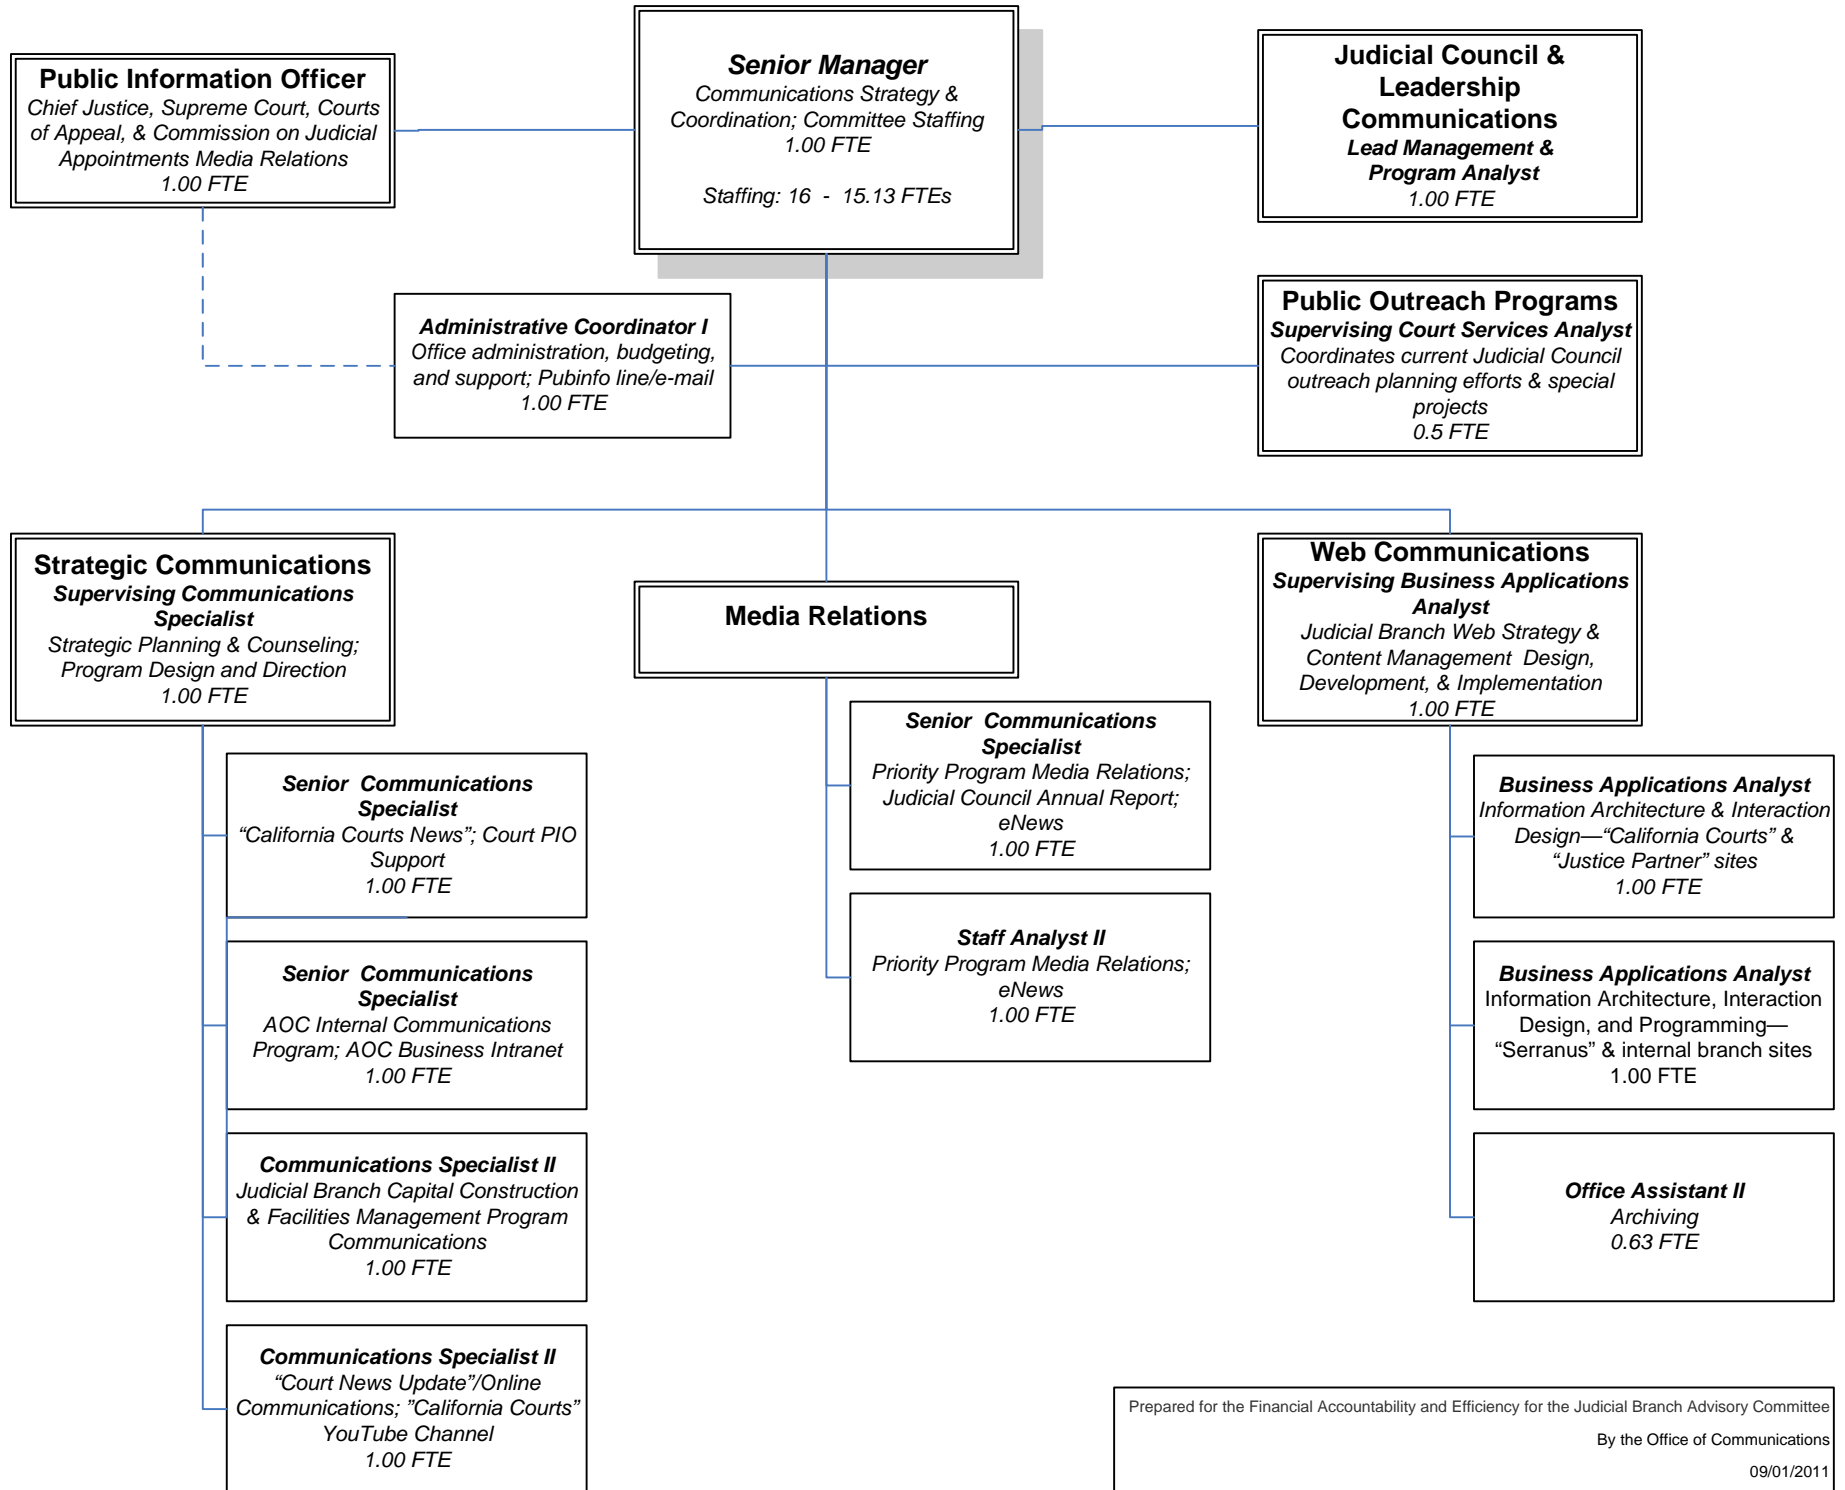 Public Information Officer
Chief Justice, Supreme Court, Courts
of Appeal, & Commission on Judicial
Appointments Media Relations
1.00 FTE
Senior Manager
Communications Strategy &
Coordination; Committee Staffing
1.00 FTE
Staffing: 16 - 15.13 FTEs
Judicial Council &
Leadership
Communications
Lead Management &
Program Analyst
1.00 FTE
Administrative Coordinator I
Office administration, budgeting,
and support; Pubinfo line/e-mail
1.00 FTE
Public Outreach Programs
Supervising Court Services Analyst
Coordinates current Judicial Council
outreach planning efforts & special
projects
0.5 FTE
Strategic Communications
Supervising Communications
Specialist
Strategic Planning & Counseling;
Program Design and Direction
1.00 FTE
Senior Communications
Specialist
“California Courts News”; Court PIO
Support
1.00 FTE
Senior Communications
Specialist
AOC Internal Communications
Program; AOC Business Intranet
1.00 FTE
Communications Specialist II
Judicial Branch Capital Construction
& Facilities Management Program
Communications
1.00 FTE
Communications Specialist II
“Court News Update”/Online
Communications; ”California Courts”
YouTube Channel
1.00 FTE
Media Relations
Senior Communications
Specialist
Priority Program Media Relations;
Judicial Council Annual Report;
eNews
1.00 FTE
Staff Analyst II
Priority Program Media Relations;
eNews
1.00 FTE
Web Communications
Supervising Business Applications
Analyst
Judicial Branch Web Strategy &
Content Management Design,
Development, & Implementation
1.00 FTE
Business Applications Analyst
Information Architecture & Interaction
Design—“California Courts” &
“Justice Partner” sites
1.00 FTE
Business Applications Analyst
Information Architecture, Interaction
Design, and Programming—
“Serranus” & internal branch sites
1.00 FTE
Office Assistant II
Archiving
0.63 FTE
Prepared for the Financial Accountability and Efficiency for the Judicial Branch Advisory Committee
By the Office of Communications
09/01/2011